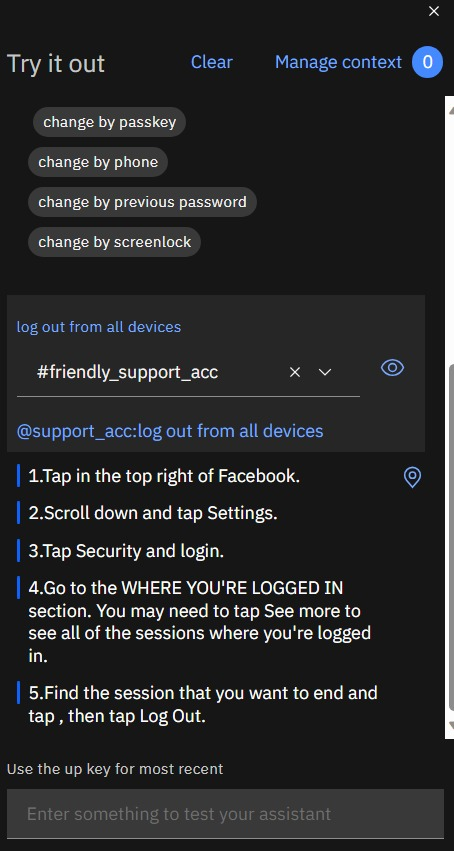 Try it out
Clear
Manage context
0
change by passkey
change by phone
change by previous password
change by screenlock
log out from all devices
#friendly_support_acc
@support_acc:log out from all devices
1.Tap in the top right of Facebook.
2.Scroll down and tap Settings.
3.Tap Security and login.
4.Go to the WHERE YOU'RE LOGGED IN
section. You may need to tap See more to
see all of the sessions where you're logged
in.
5.Find the session that you want to end and
tap , then tap Log Out.
Use the up key for most recent
Enter something to test your assistant